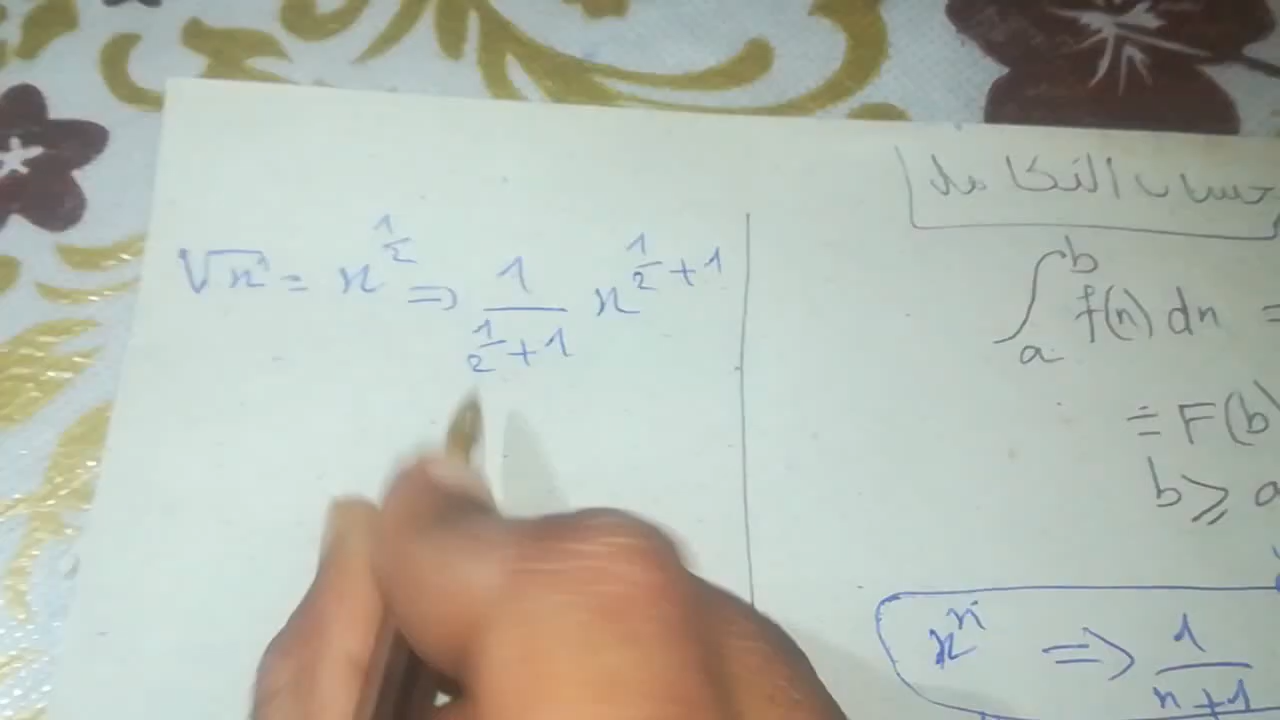 حساب التكامل
√x = x^(1/2) ⇒ 1/(1/2 + 1) x^(1/2 + 1)
∫_a^b f(x) dx =
= F(b)
b ≥ a
x^n ⇒ 1/(n+1)